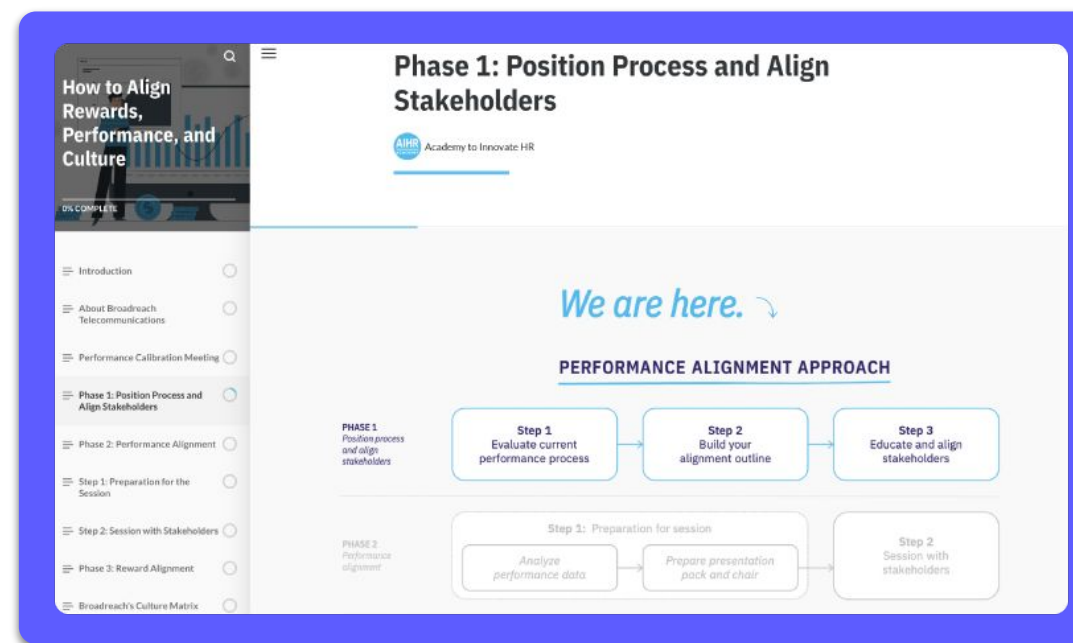 How to Align
Rewards,
Performance, and
Culture
0% COMPLETE
Introduction
About Broadreach
Telecommunications
Performance Calibration Meeting
Phase 1: Position Process and
Align Stakeholders
Phase 2: Performance Alignment
Step 1: Preparation for the
Session
Step 2: Session with Stakeholders
Phase 3: Reward Alignment
Broadreach's Culture Matrix
Phase 1: Position Process and Align
Stakeholders
AIHR
Academy to Innovate HR
We are here.
PERFORMANCE ALIGNMENT APPROACH
PHASE 1
Position process
and align
stakeholders
Step 1
Evaluate current
performance process
Step 2
Build your
alignment outline
Step 3
Educate and align
stakeholders
PHASE 2
Performance
alignment
Step 1: Preparation for session
Analyze
performance data
Prepare presentation
pack and chair
Step 2
Session with
stakeholders